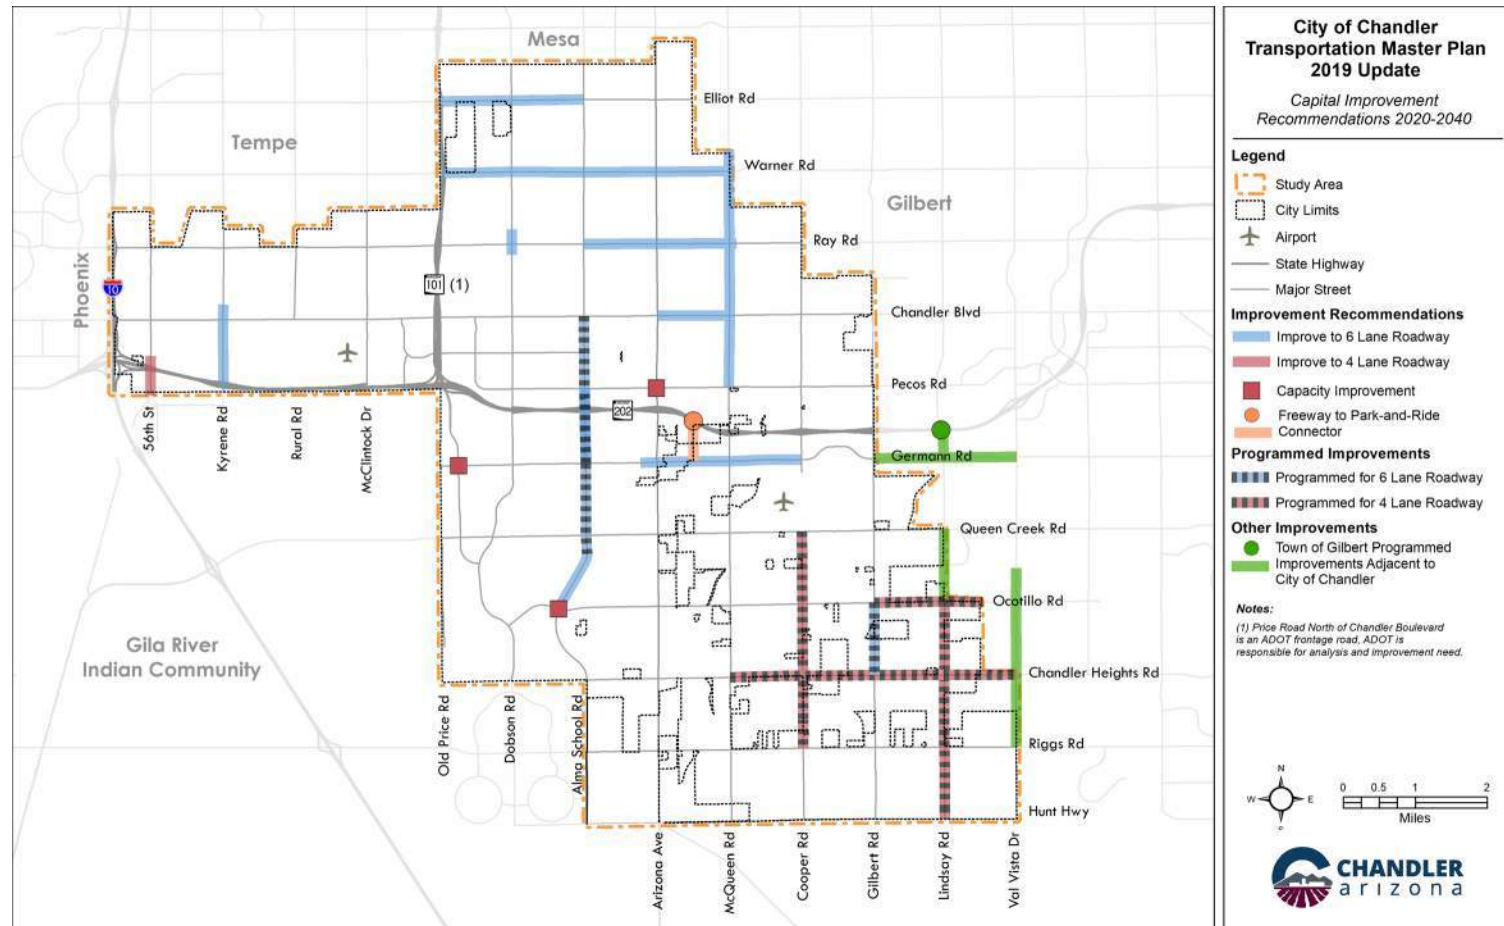 Mesa
Tempe
Gilbert
Phoenix
Gila River
Indian Community
Elliot Rd
Warner Rd
Ray Rd
Chandler Blvd
Pecos Rd
Germann Rd
Queen Creek Rd
Ocotillo Rd
Chandler Heights Rd
Riggs Rd
Hunt Hwy
10
101
(1)
202
56th St
Kyrene Rd
Rural Rd
McClintock Dr
Old Price Rd
Dobson Rd
Alma School Rd
Arizona Ave
McQueen Rd
Cooper Rd
Gilbert Rd
Lindsay Rd
Val Vista Dr
City of Chandler
Transportation Master Plan
2019 Update
Capital Improvement
Recommendations 2020-2040
Legend
Study Area
City Limits
Airport
State Highway
Major Street
Improvement Recommendations
Improve to 6 Lane Roadway
Improve to 4 Lane Roadway
Capacity Improvement
Freeway to Park-and-Ride
Connector
Programmed Improvements
Programmed for 6 Lane Roadway
Programmed for 4 Lane Roadway
Other Improvements
Town of Gilbert Programmed
Improvements Adjacent to
City of Chandler
Notes:
(1) Price Road North of Chandler Boulevard
is an ADOT frontage road, ADOT is
responsible for analysis and improvement need.
N
W E
0 0.5 1 2
Miles
CHANDLER
arizona